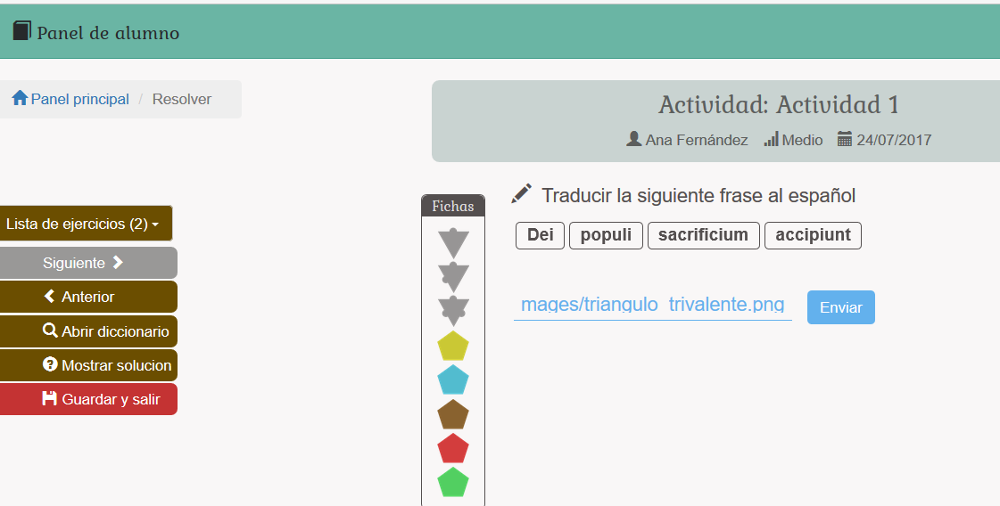 Panel de alumno
Panel principal / Resolver
Actividad: Actividad 1
Ana Fernández Medio 24/07/2017
Lista de ejercicios (2)
Siguiente
Anterior
Abrir diccionario
Mostrar solucion
Guardar y salir
Fichas
Traducir la siguiente frase al español
Dei populi sacrificium accipiunt
mages/triangulo trivalente.png Enviar